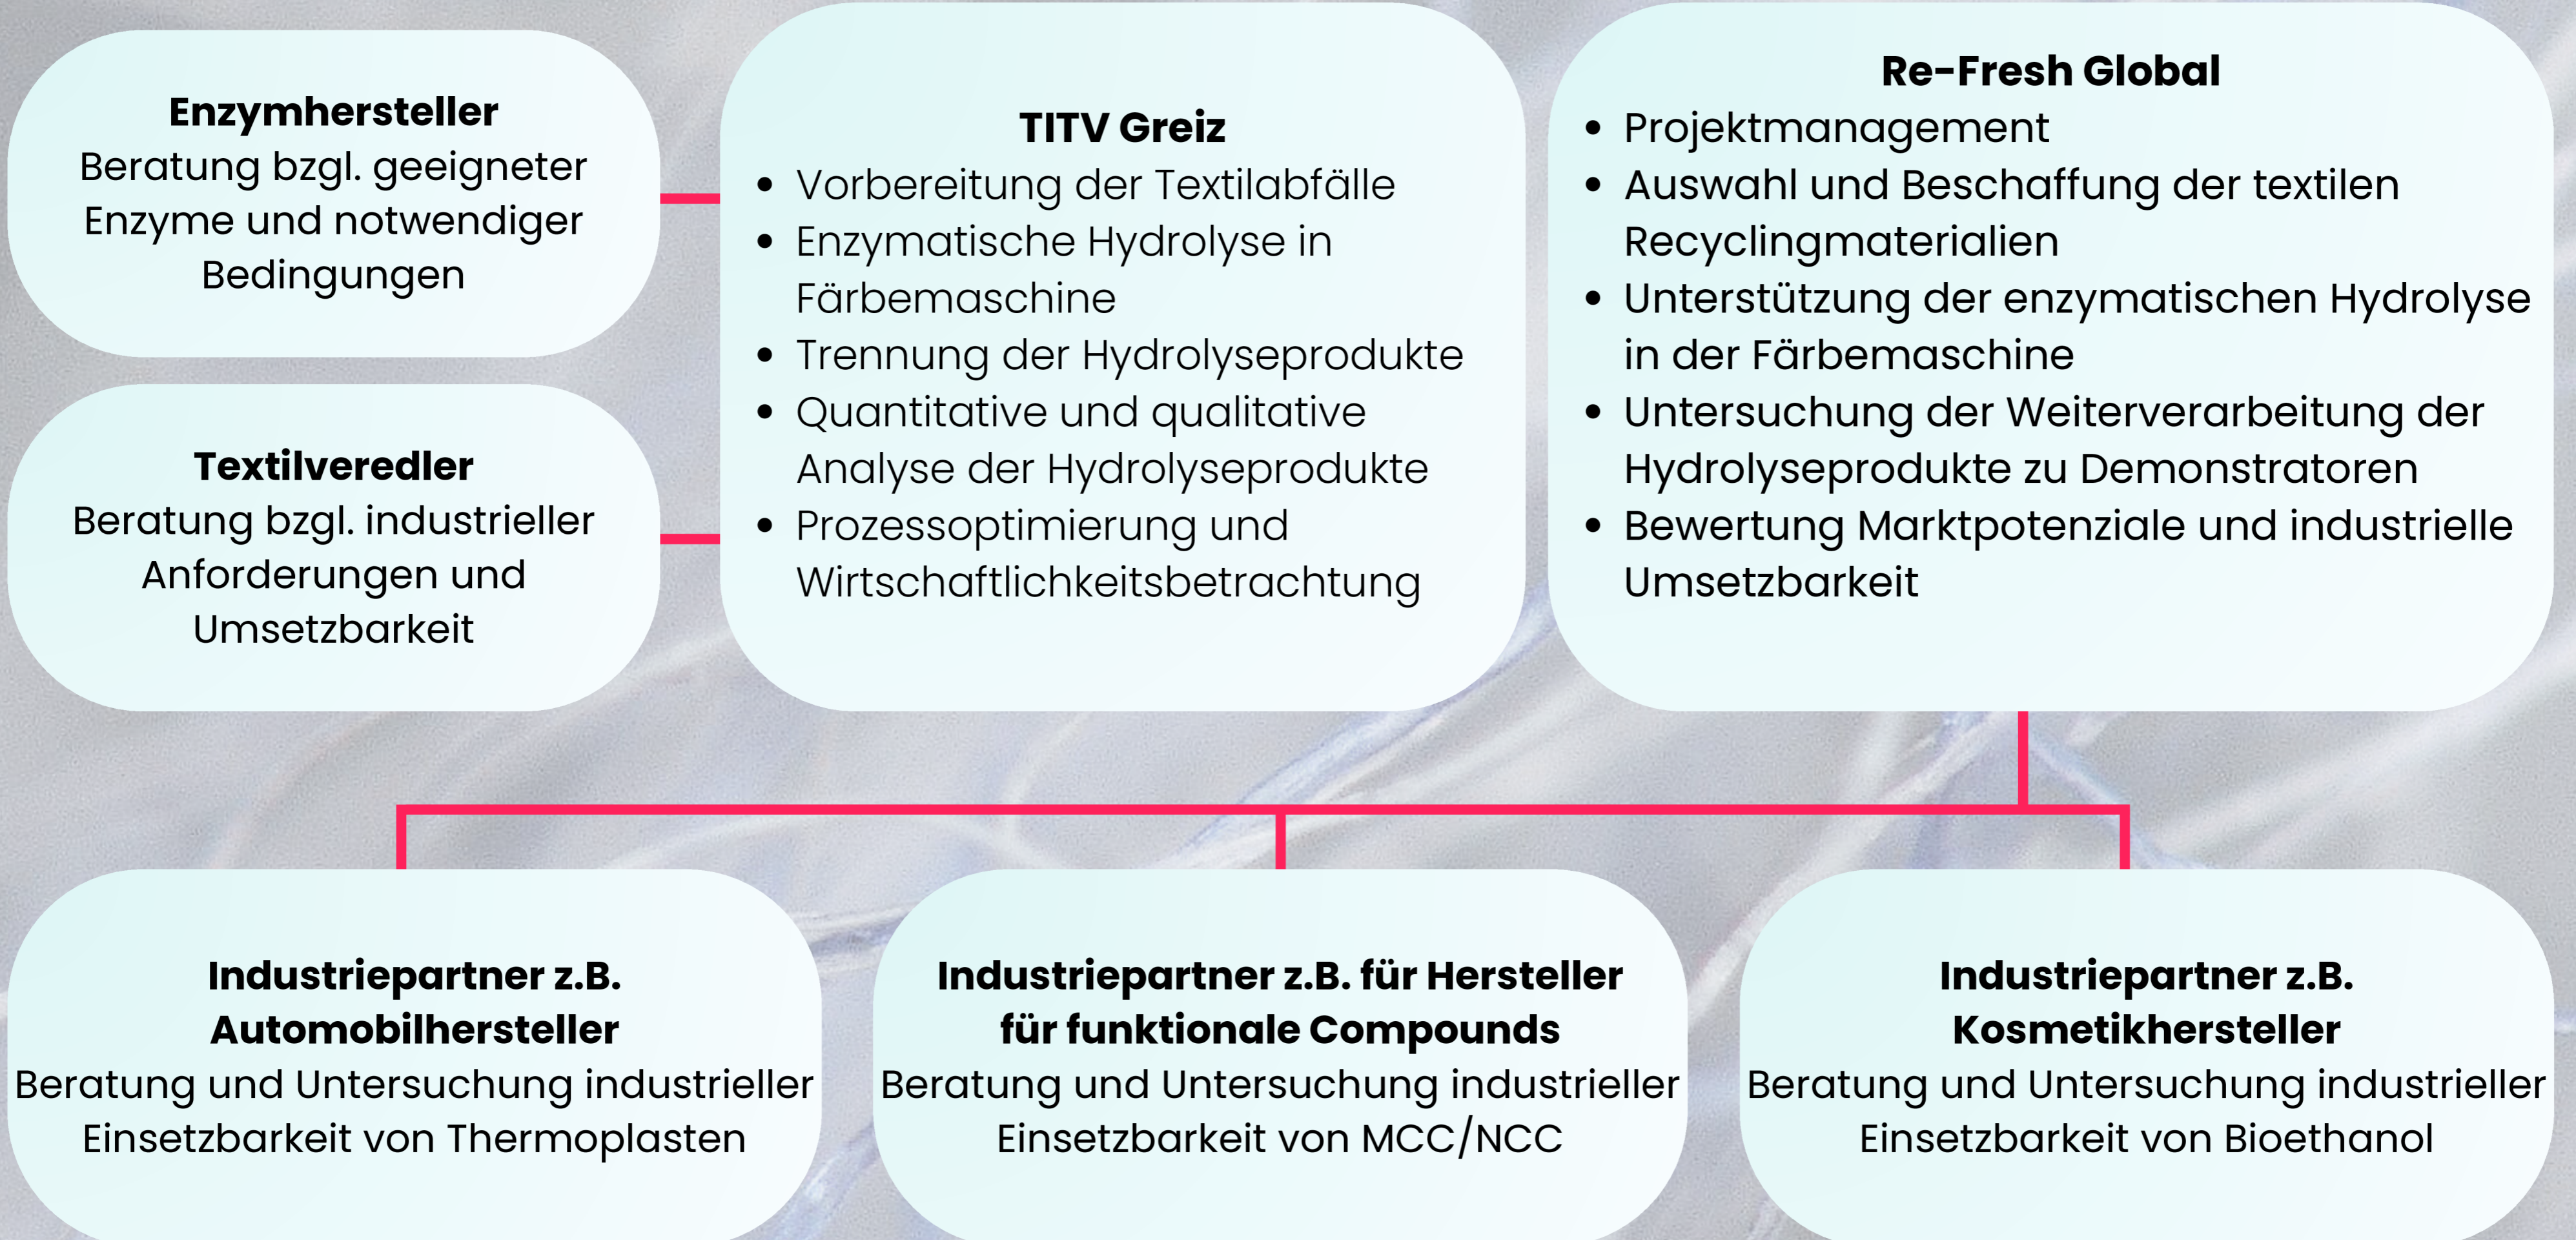 Enzymhersteller
Beratung bzgl. geeigneter
Enzyme und notwendiger
Bedingungen
Textilveredler
Beratung bzgl. industrieller
Anforderungen und
Umsetzbarkeit
TITV Greiz
• Vorbereitung der Textilabfälle
• Enzymatische Hydrolyse in
Färbemaschine
• Trennung der Hydrolyseprodukte
• Quantitative und qualitative
Analyse der Hydrolyseprodukte
• Prozessoptimierung und
Wirtschaftlichkeitsbetrachtung
Re-Fresh Global
• Projektmanagement
• Auswahl und Beschaffung der textilen
Recyclingmaterialien
• Unterstützung der enzymatischen Hydrolyse
in der Färbemaschine
• Untersuchung der Weiterverarbeitung der
Hydrolyseprodukte zu Demonstratoren
• Bewertung Marktpotenziale und industrielle
Umsetzbarkeit
Industriepartner z.B.
Automobilhersteller
Beratung und Untersuchung industrieller
Einsetzbarkeit von Thermoplasten
Industriepartner z.B. für Hersteller
für funktionale Compounds
Beratung und Untersuchung industrieller
Einsetzbarkeit von MCC/NCC
Industriepartner z.B.
Kosmetikhersteller
Beratung und Untersuchung industrieller
Einsetzbarkeit von Bioethanol